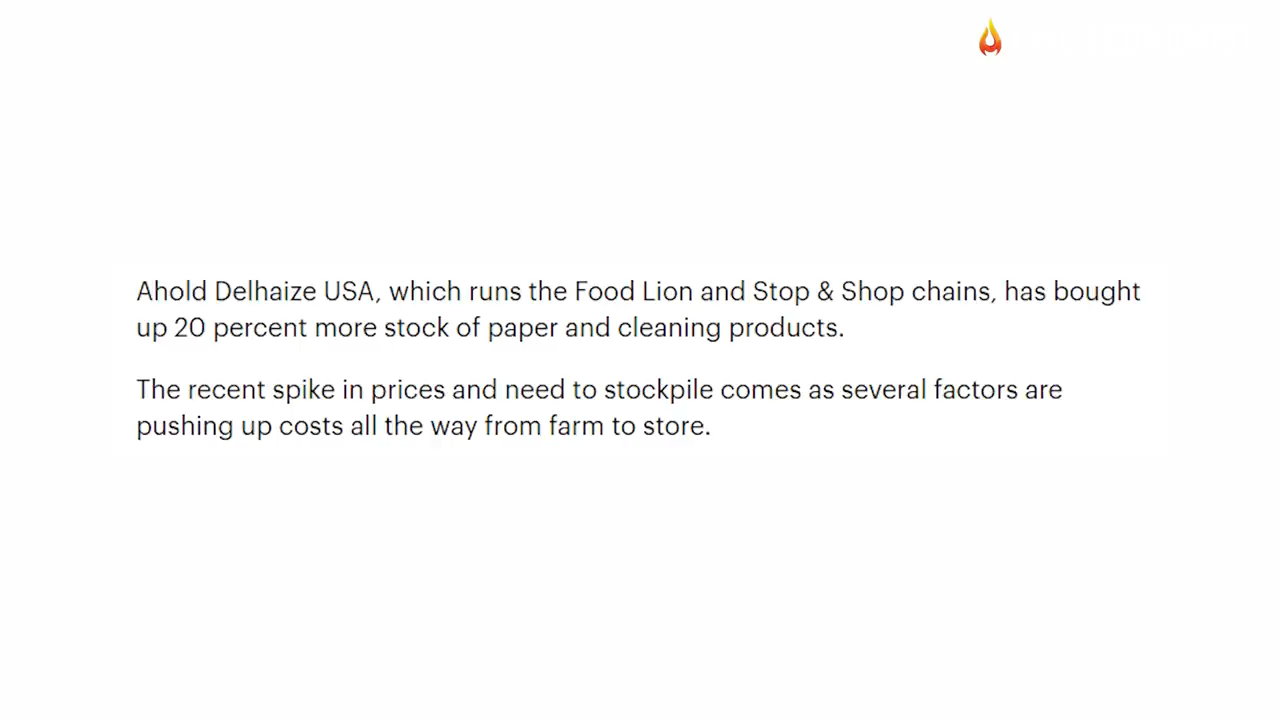 Ahold Delhaize USA, which runs the Food Lion and Stop & Shop chains, has bought
up 20 percent more stock of paper and cleaning products.
The recent spike in prices and need to stockpile comes as several factors are
pushing up costs all the way from farm to store.